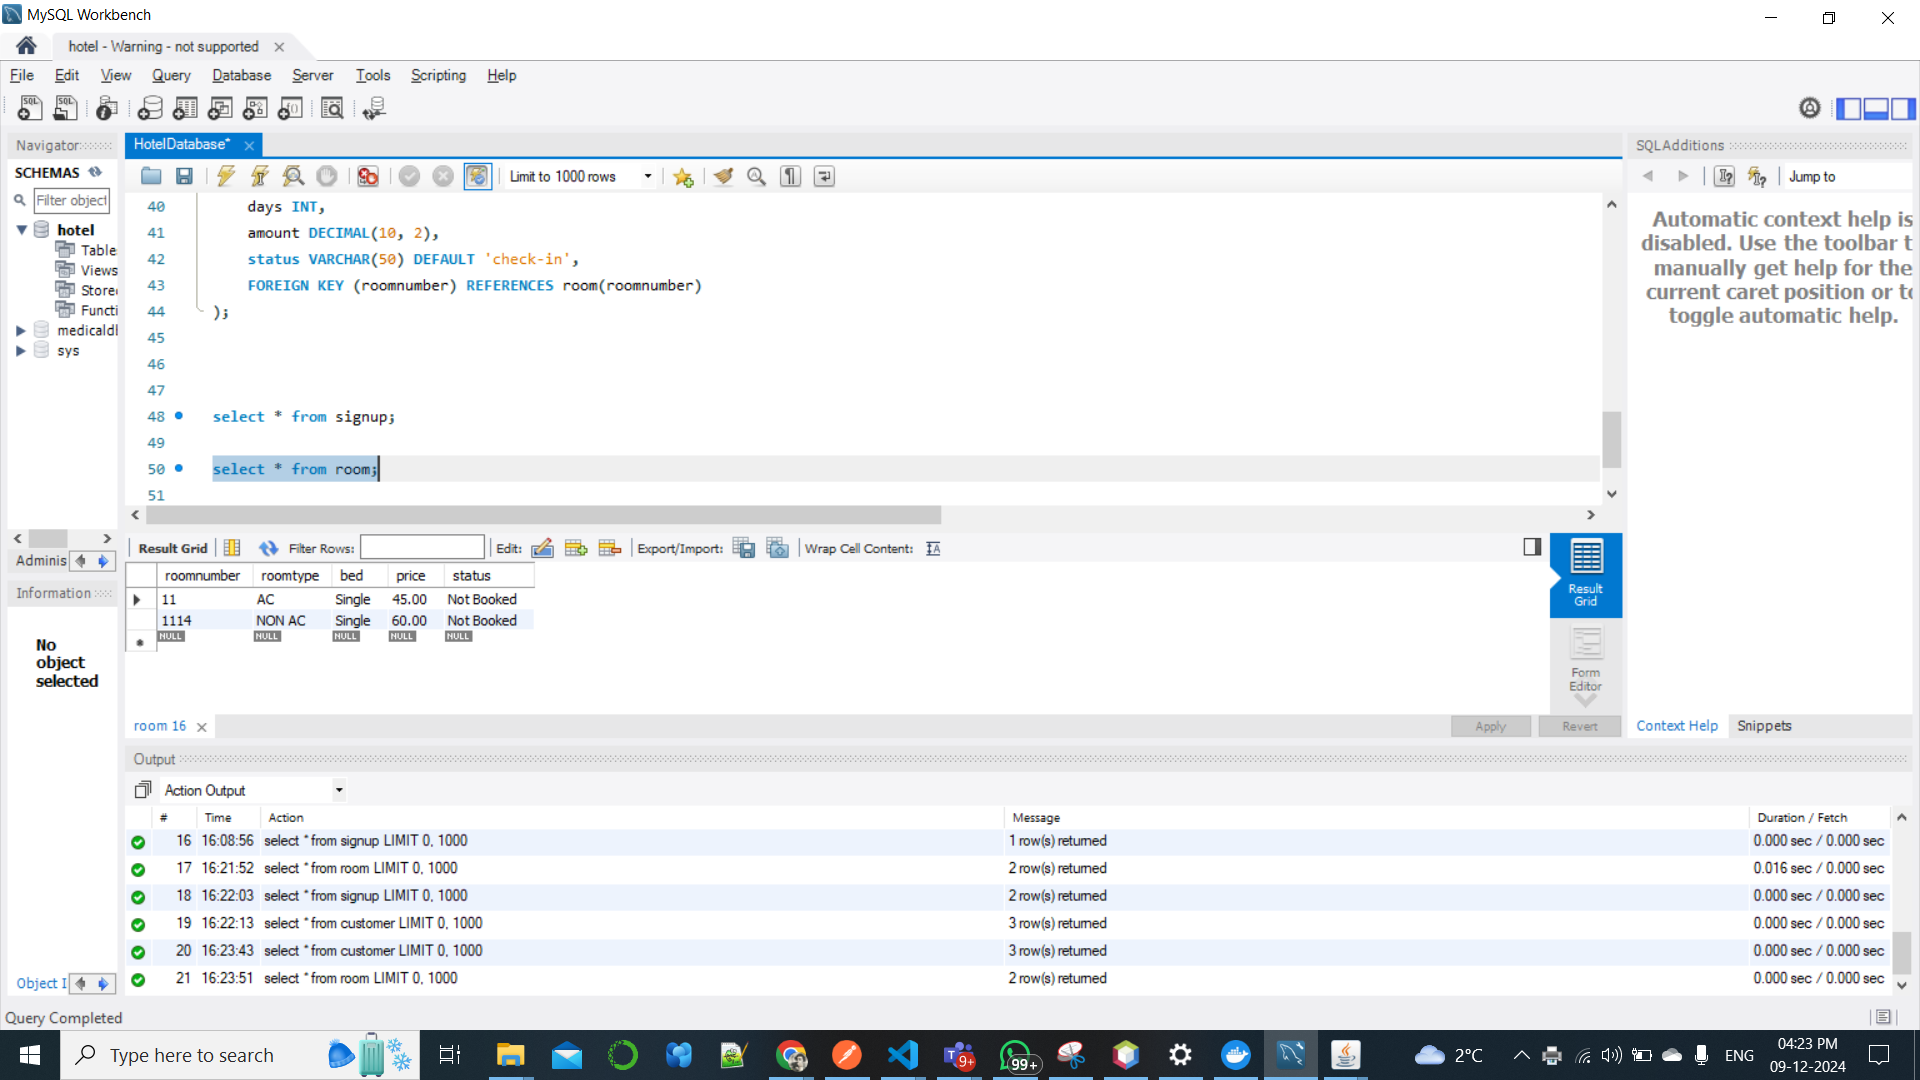 MySQL Workbench
hotel - Warning - not supported
File Edit View Query Database Server Tools Scripting Help
Navigator
SCHEMAS
Filter object
hotel
Table
Views
Store
Functi
medicald
sys
Adminis
Information
No
object
selected
Object I
HotelDatabase*
Limit to 1000 rows
40 days INT,
41 amount DECIMAL(10, 2),
42 status VARCHAR(50) DEFAULT 'check-in',
43 FOREIGN KEY (roomnumber) REFERENCES room(roomnumber)
44 );
45
46
47
48 select * from signup;
49
50 select * from room;
51
Result Grid Filter Rows: Edit: Export/Import: Wrap Cell Content:
roomnumber roomtype bed price status
11 AC Single 45.00 Not Booked
1114 NON AC Single 60.00 Not Booked
NULL NULL NULL NULL NULL
Result
Grid
Form
Editor
room 16
Apply Revert
SQLAdditions
Jump to
Automatic context help is
disabled. Use the toolbar t
manually get help for the
current caret position or to
toggle automatic help.
Context Help Snippets
Output
Action Output
# Time Action Message Duration / Fetch
16 16:08:56 select * from signup LIMIT 0, 1000 1 row(s) returned 0.000 sec / 0.000 sec
17 16:21:52 select * from room LIMIT 0, 1000 2 row(s) returned 0.016 sec / 0.000 sec
18 16:22:03 select * from signup LIMIT 0, 1000 2 row(s) returned 0.000 sec / 0.000 sec
19 16:22:13 select * from customer LIMIT 0, 1000 3 row(s) returned 0.000 sec / 0.000 sec
20 16:23:43 select * from customer LIMIT 0, 1000 3 row(s) returned 0.000 sec / 0.000 sec
21 16:23:51 select * from room LIMIT 0, 1000 2 row(s) returned 0.000 sec / 0.000 sec
Query Completed
Type here to search
9+
99+
2°C
ENG
04:23 PM
09-12-2024